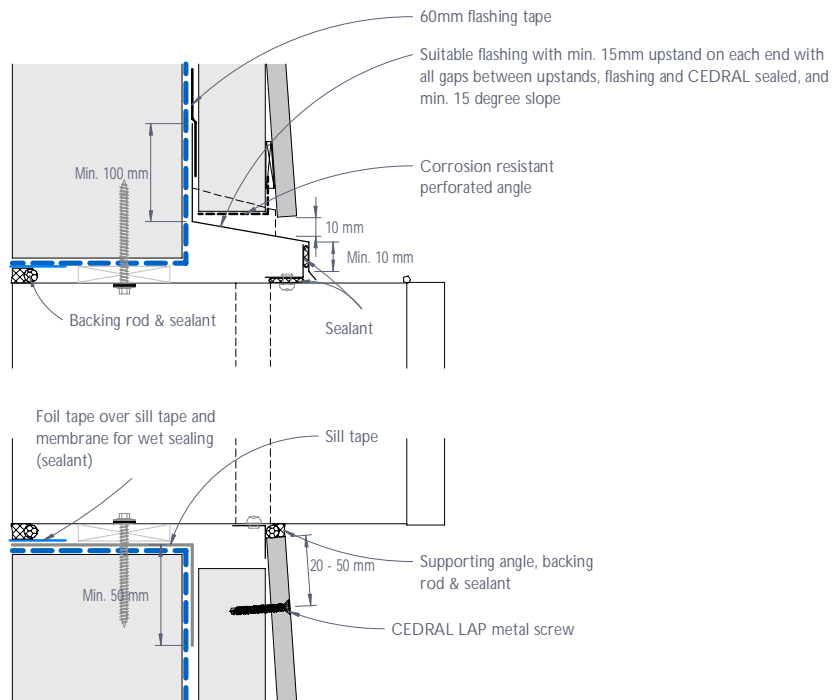 60mm flashing tape
Suitable flashing with min. 15mm upstand on each end with
all gaps between upstands, flashing and CEDRAL sealed, and
min. 15 degree slope
Min. 100 mm
Corrosion resistant
perforated angle
10 mm
Min. 10 mm
Backing rod & sealant
Sealant
Foil tape over sill tape and
membrane for wet sealing
(sealant)
Sill tape
20 - 50 mm
Supporting angle, backing
rod & sealant
Min. 50 mm
CEDRAL LAP metal screw